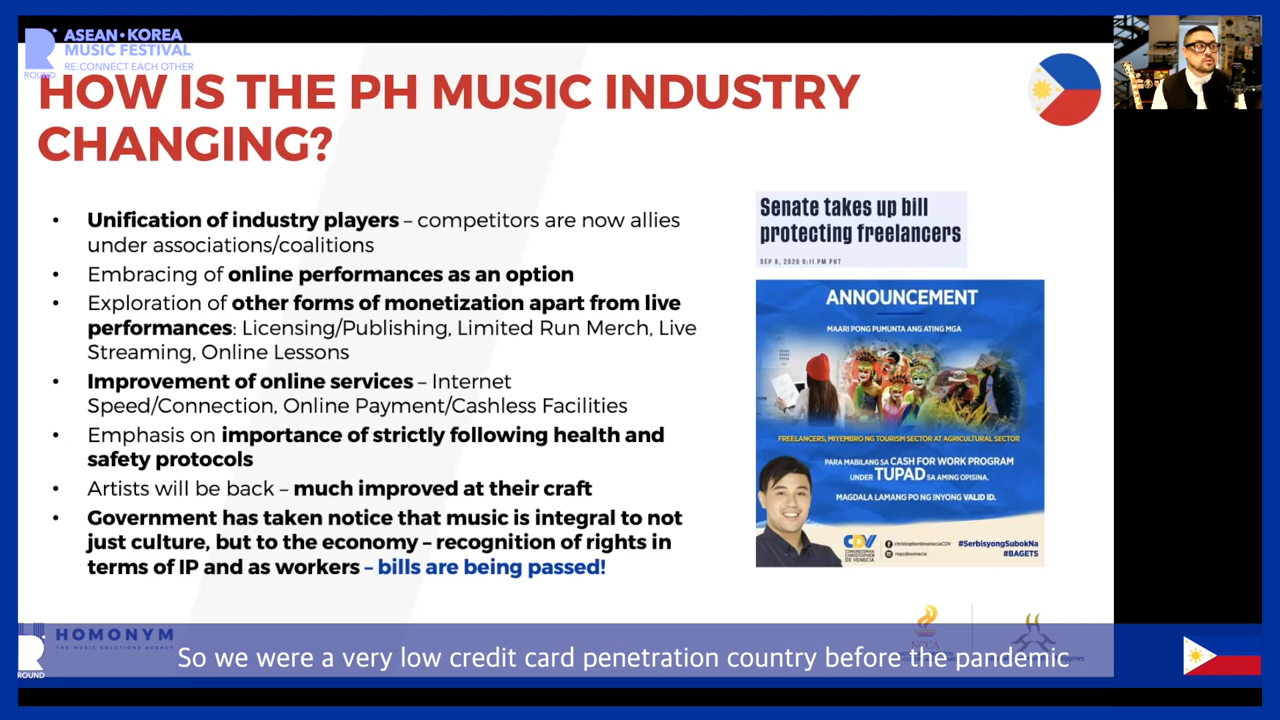 ASEAN•KOREA
MUSIC FESTIVAL
RE:CONNECT EACH OTHER
ROUND
HOW IS THE PH MUSIC INDUSTRY
CHANGING?
• Unification of industry players – competitors are now allies
under associations/coalitions
• Embracing of online performances as an option
• Exploration of other forms of monetization apart from live
performances: Licensing/Publishing, Limited Run Merch, Live
Streaming, Online Lessons
• Improvement of online services – Internet
Speed/Connection, Online Payment/Cashless Facilities
• Emphasis on importance of strictly following health and
safety protocols
• Artists will be back – much improved at their craft
• Government has taken notice that music is integral to not
just culture, but to the economy – recognition of rights in
terms of IP and as workers – bills are being passed!
Senate takes up bill
protecting freelancers
SEP 8, 2020 8:11 PM PHT
ANNOUNCEMENT
MAARI PONG PUMUNTA ANG ATING MGA
FREELANCERS, MIYEMBRO NG TOURISM SECTOR AT AGRICULTURAL SECTOR
PARA MABILANG SA CASH FOR WORK PROGRAM
UNDER TUPAD SA AMING OPISINA.
MAGDALA LAMANG PO NG INYONG VALID ID.
CDV
CONGRESSMAN
CHRISTOPHER
DE VENECIA
christopherdeveneciaCDV
repcdevenecia
#SerbisyongSubokNa
#BAGETS
HOMONYM
THE MUSIC SOLUTIONS AGENCY
ROUND
So we were a very low credit card penetration country before the pandemic